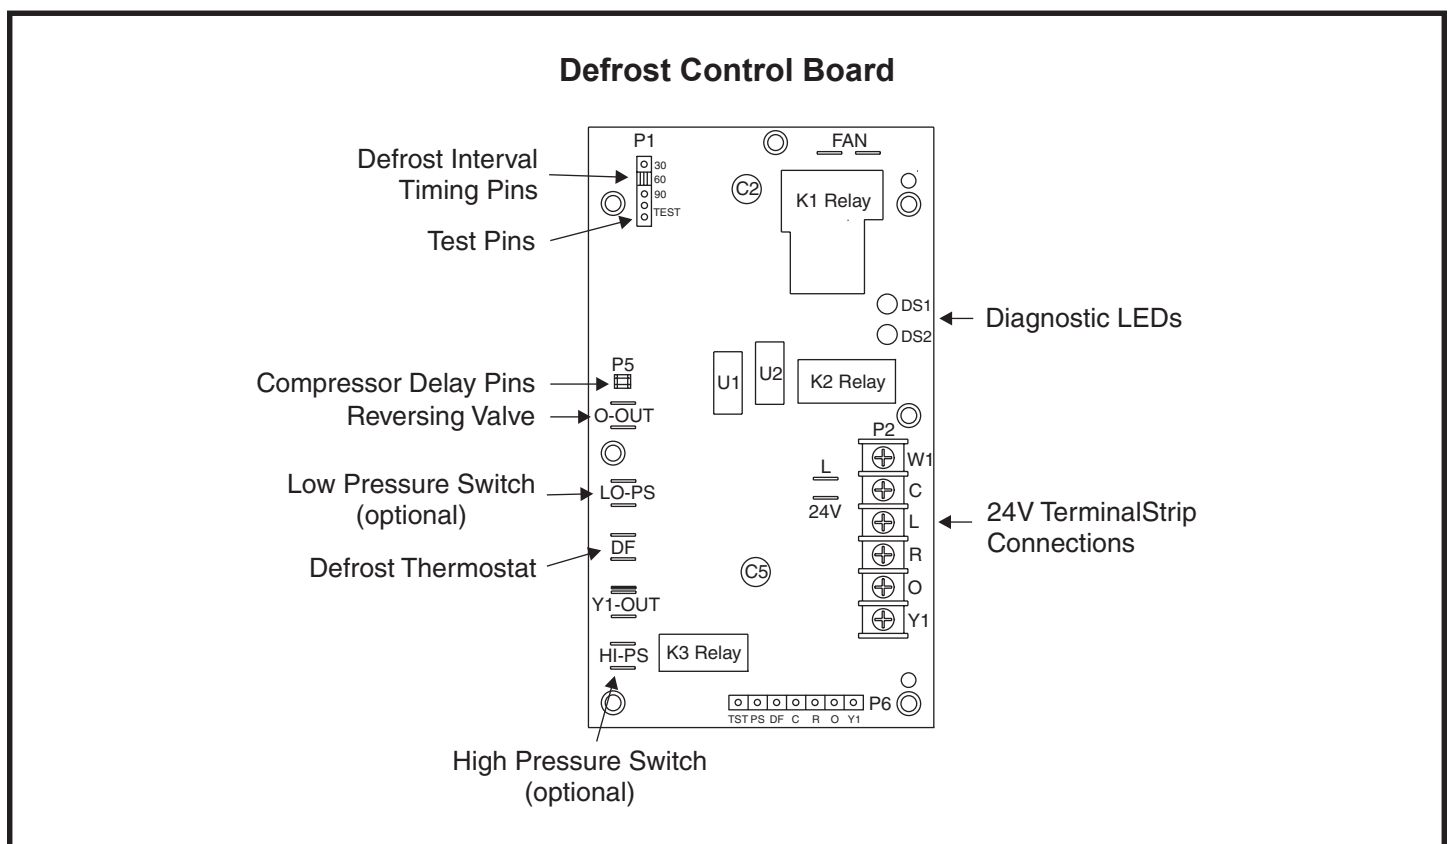 Defrost Control Board
P1
FAN
Defrost Interval
Timing Pins
30
60
90
TEST
Test Pins
C2
K1 Relay
DS1
DS2
Diagnostic LEDs
P5
Compressor Delay Pins
Reversing Valve
O-OUT
U1
U2
K2 Relay
P2
W1
C
L
R
O
Y1
L
24V
24V TerminalStrip
Connections
Low Pressure Switch
(optional)
LO-PS
DF
Defrost Thermostat
C5
Y1-OUT
HI-PS
K3 Relay
P6
TST PS DF C R O Y1
High Pressure Switch
(optional)